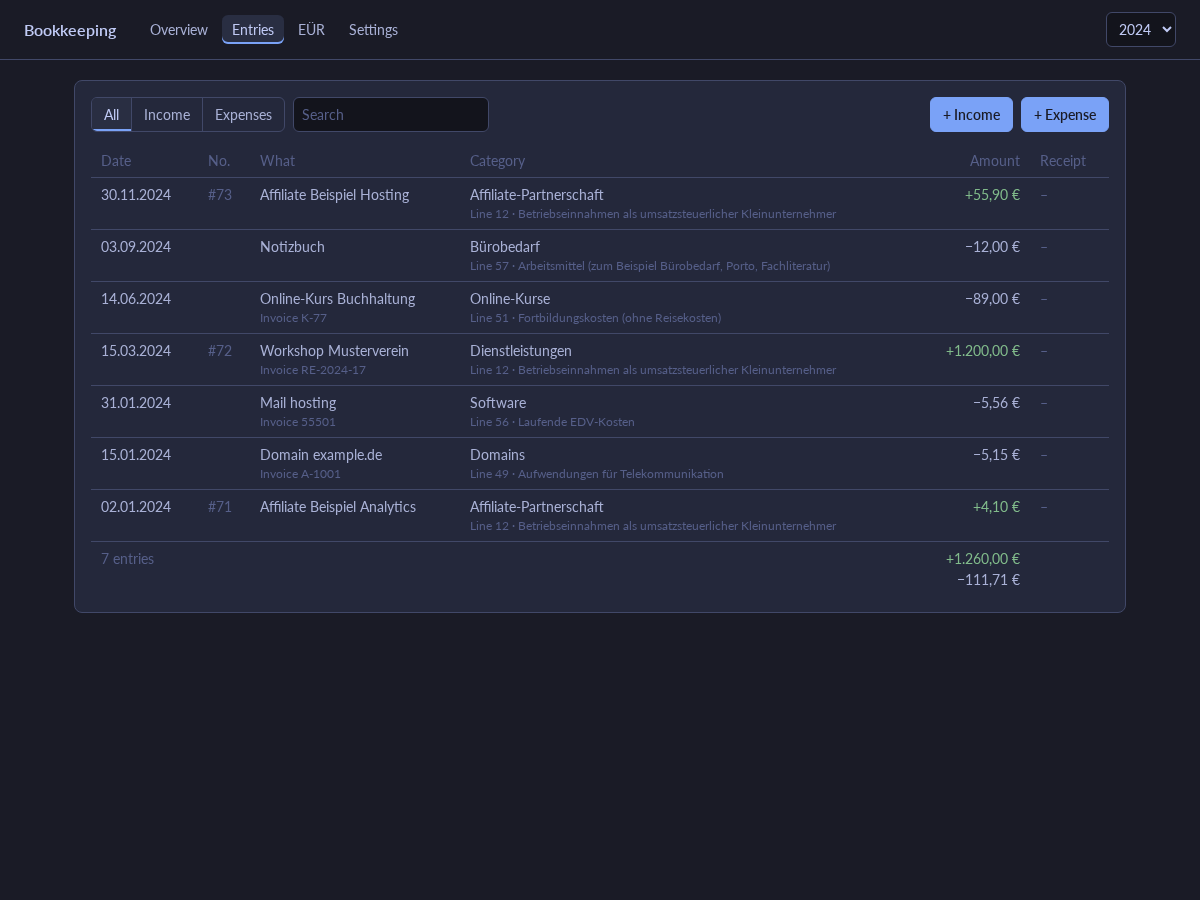 Bookkeeping Overview Entries EÜR Settings 2024
All Income Expenses Search + Income + Expense
Date No. What Category Amount Receipt
30.11.2024 #73 Affiliate Beispiel Hosting Affiliate-Partnerschaft +55,90 € –
Line 12 · Betriebseinnahmen als umsatzsteuerlicher Kleinunternehmer
03.09.2024 Notizbuch Bürobedarf −12,00 € –
Line 57 · Arbeitsmittel (zum Beispiel Bürobedarf, Porto, Fachliteratur)
14.06.2024 Online-Kurs Buchhaltung Online-Kurse −89,00 € –
Invoice K-77 Line 51 · Fortbildungskosten (ohne Reisekosten)
15.03.2024 #72 Workshop Musterverein Dienstleistungen +1.200,00 € –
Invoice RE-2024-17 Line 12 · Betriebseinnahmen als umsatzsteuerlicher Kleinunternehmer
31.01.2024 Mail hosting Software −5,56 € –
Invoice 55501 Line 56 · Laufende EDV-Kosten
15.01.2024 Domain example.de Domains −5,15 € –
Invoice A-1001 Line 49 · Aufwendungen für Telekommunikation
02.01.2024 #71 Affiliate Beispiel Analytics Affiliate-Partnerschaft +4,10 € –
Line 12 · Betriebseinnahmen als umsatzsteuerlicher Kleinunternehmer
7 entries +1.260,00 €
−111,71 €